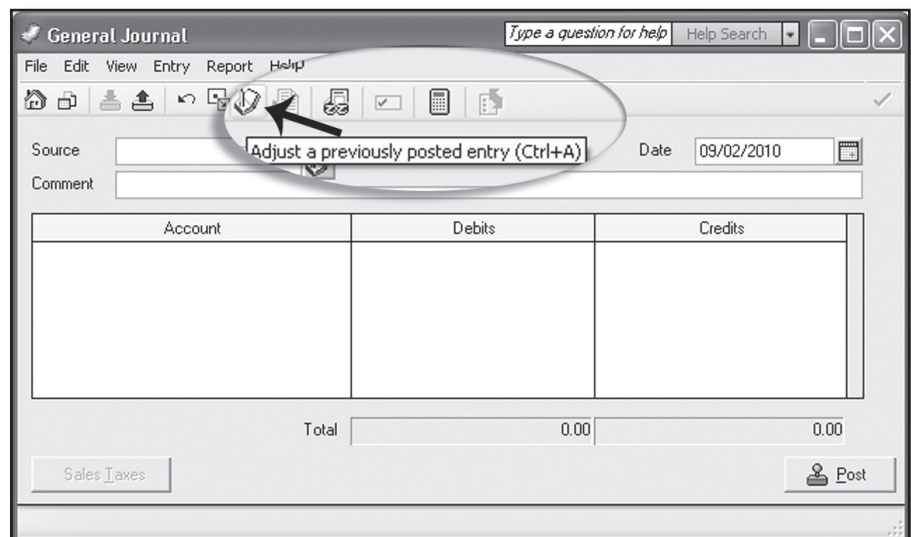 General Journal
Type a question for help
Help Search
File Edit View Entry Report Help
Adjust a previously posted entry (Ctrl+A)
Source
Date 09/02/2010
Comment
Account Debits Credits
Total 0.00 0.00
Sales Taxes
Post